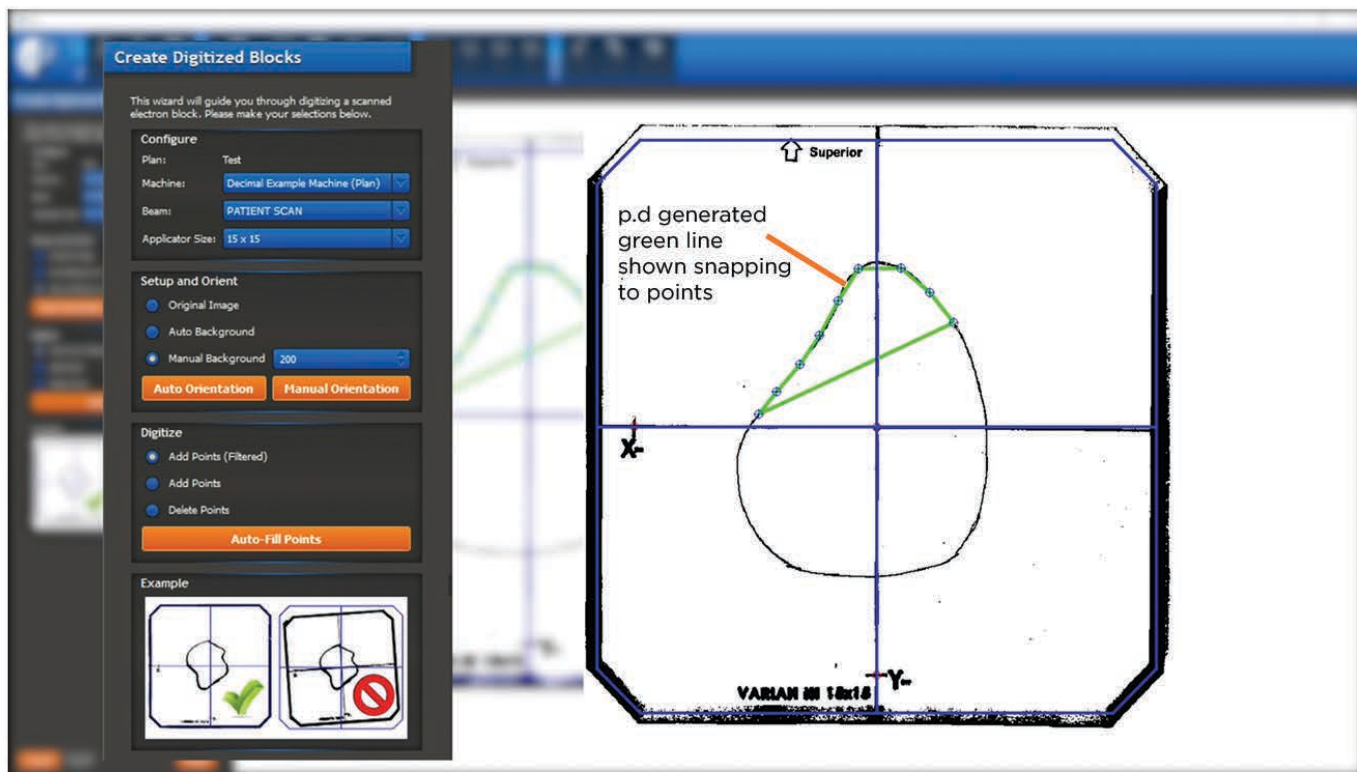 Create Digitized Blocks
This wizard will guide you through digitizing a scanned
electron block. Please make your selections below.
Configure
Plan: Test
Machine: Decimal Example Machine (Plan)
Beam: PATIENT SCAN
Applicator Size: 15 x 15
Setup and Orient
Original Image
Auto Background
Manual Background 200
Auto Orientation Manual Orientation
Digitize
Add Points (Filtered)
Add Points
Delete Points
Auto-Fill Points
Example
Superior
p.d generated
green line
shown snapping
to points
X-
Y-
VARIAN III 15x15